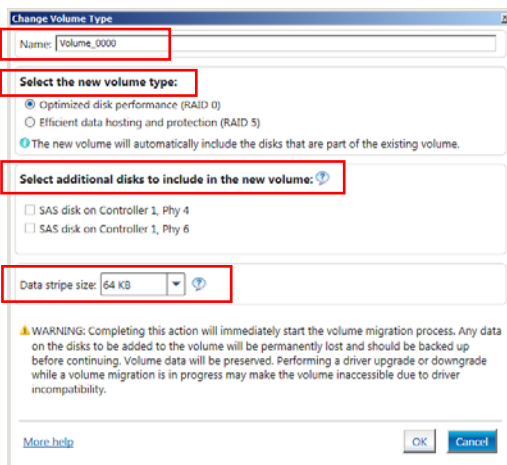 Change Volume Type
Name: Volume_0000
Select the new volume type:
Optimized disk performance (RAID 0)
Efficient data hosting and protection (RAID 5)
The new volume will automatically include the disks that are part of the existing volume.
Select additional disks to include in the new volume:
SAS disk on Controller 1, Phy 4
SAS disk on Controller 1, Phy 6
Data stripe size: 64 KB
WARNING: Completing this action will immediately start the volume migration process. Any data
on the disks to be added to the volume will be permanently lost and should be backed up
before continuing. Volume data will be preserved. Performing a driver upgrade or downgrade
while a volume migration is in progress may make the volume inaccessible due to driver
incompatibility.
More help
OK
Cancel